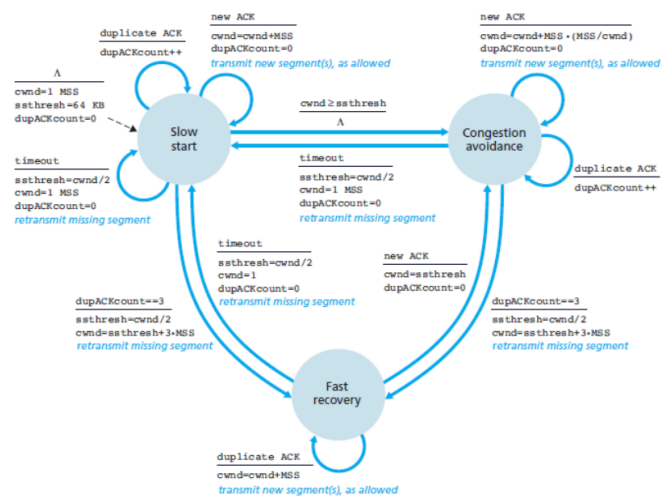 new ACK
cwnd=cwnd+MSS
dupACKcount=0
transmit new segment(s), as allowed
new ACK
cwnd=cwnd+MSS·(MSS/cwnd)
dupACKcount=0
transmit new segment(s), as allowed
duplicate ACK
dupACKcount++
Λ
cwnd=1 MSS
ssthresh=64 KB
dupACKcount=0
Slow
start
cwnd≥ssthresh
Λ
Congestion
avoidance
timeout
ssthresh=cwnd/2
cwnd=1 MSS
dupACKcount=0
retransmit missing segment
timeout
ssthresh=cwnd/2
cwnd=1 MSS
dupACKcount=0
retransmit missing segment
duplicate ACK
dupACKcount++
timeout
ssthresh=cwnd/2
cwnd=1
dupACKcount=0
retransmit missing segment
new ACK
cwnd=ssthresh
dupACKcount=0
dupACKcount==3
ssthresh=cwnd/2
cwnd=ssthresh+3·MSS
retransmit missing segment
dupACKcount==3
ssthresh=cwnd/2
cwnd=ssthresh+3·MSS
retransmit missing segment
Fast
recovery
duplicate ACK
cwnd=cwnd+MSS
transmit new segment(s), as allowed